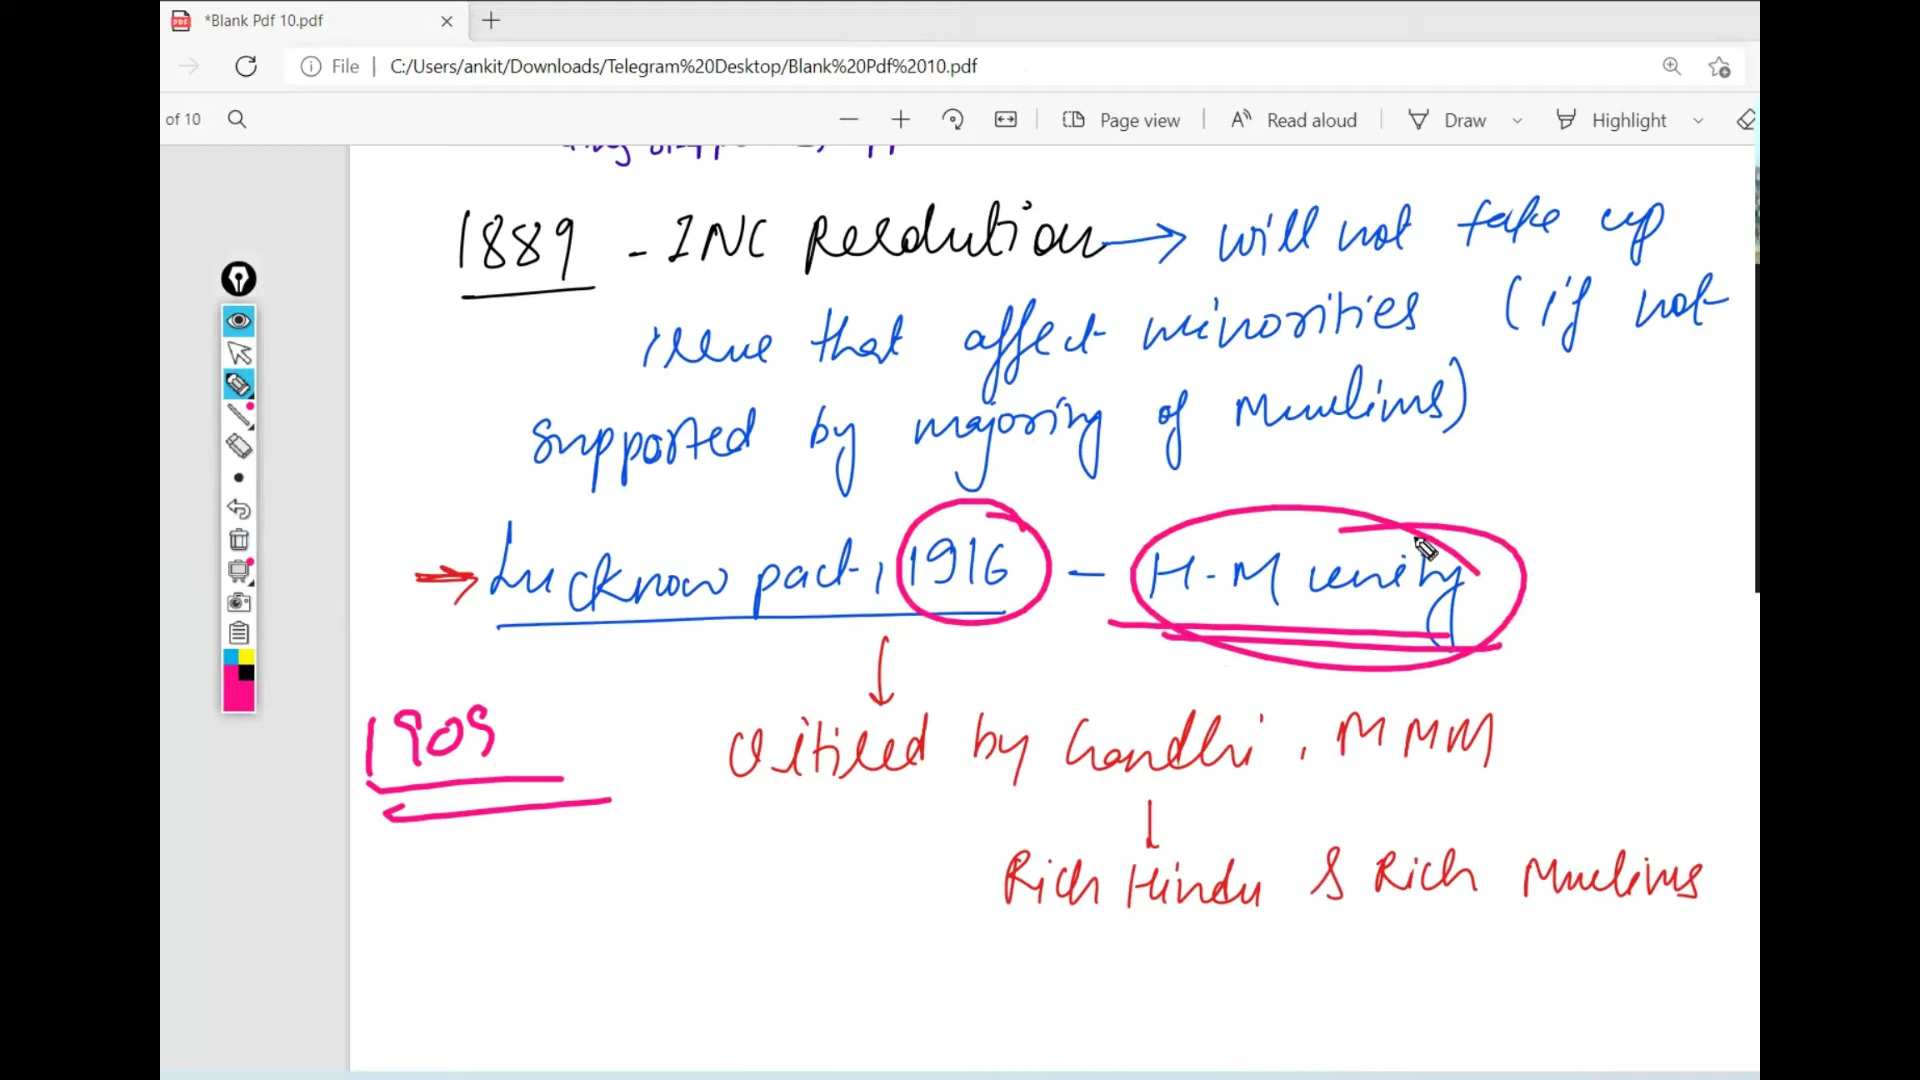 *Blank Pdf 10.pdf
File | C:/Users/ankit/Downloads/Telegram%20Desktop/Blank%20Pdf%2010.pdf
of 10 Page view Read aloud Draw Highlight
1889 - INC Resolution → will not take up
issue that affect minorities (if not
supported by majority of Muslims)
→ Lucknow pact, 1916 - H-M unity
1909
Critised by Gandhi, MMM
Rich Hindu & Rich Muslims